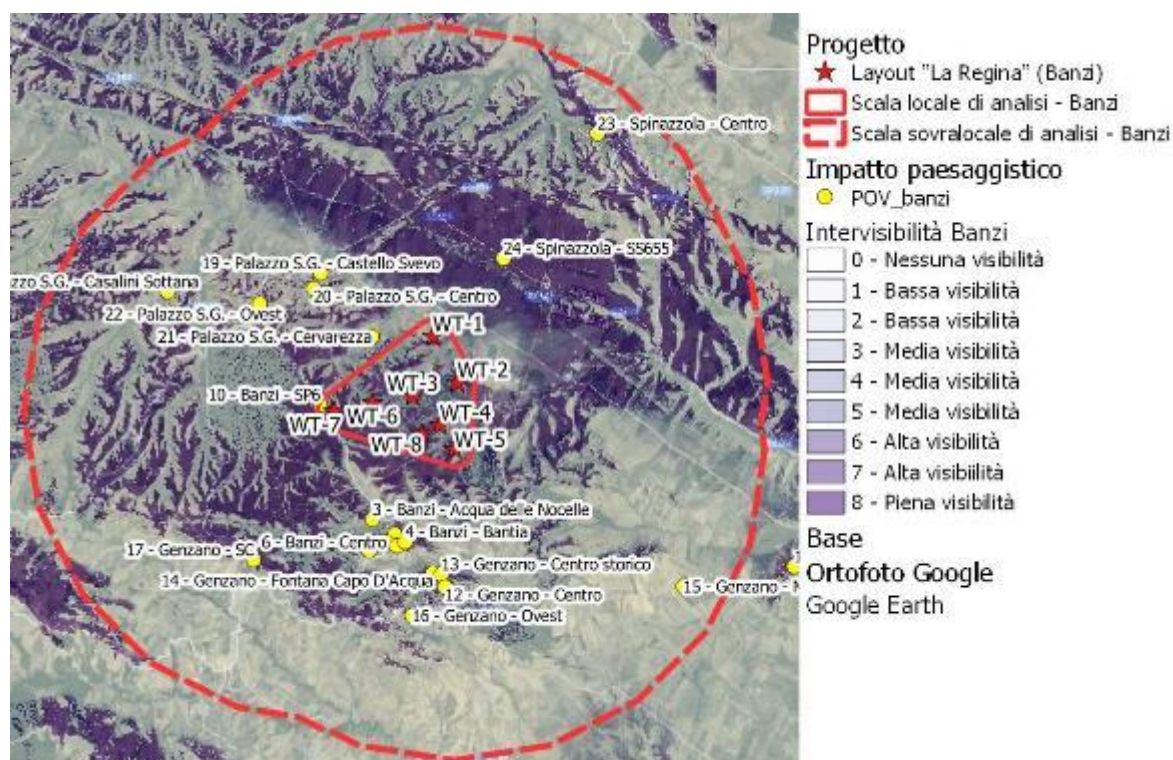 23 - Spinazzola - Centro
24 - Spinazzola - SS655
19 - Palazzo S.G. - Castello Svevo
zzo S.G. - Casalini Sottana
20 - Palazzo S.G. - Centro
22 - Palazzo S.G. - Ovest
21 - Palazzo S.G. - Cervarezza
WT-1
WT-2
WT-3
10 - Banzi - SP6
WT-7
WT-6
WT-4
WT-8
WT-5
3 - Banzi - Acqua delle Nocelle
4 - Banzi - Bantia
6 - Banzi - Centro
17 - Genzano - SC
13 - Genzano - Centro storico
14 - Genzano - Fontana Capo D'Acqua
12 - Genzano - Centro
15 - Genzano -
16 - Genzano - Ovest
Progetto
Layout "La Regina" (Banzi)
Scala locale di analisi - Banzi
Scala sovralocale di analisi - Banzi
Impatto paesaggistico
POV_banzi
Intervisibilità Banzi
0 - Nessuna visibilità
1 - Bassa visibilità
2 - Bassa visibilità
3 - Media visibilità
4 - Media visibilità
5 - Media visibilità
6 - Alta visibilità
7 - Alta visibiilità
8 - Piena visibilità
Base
Ortofoto Google
Google Earth